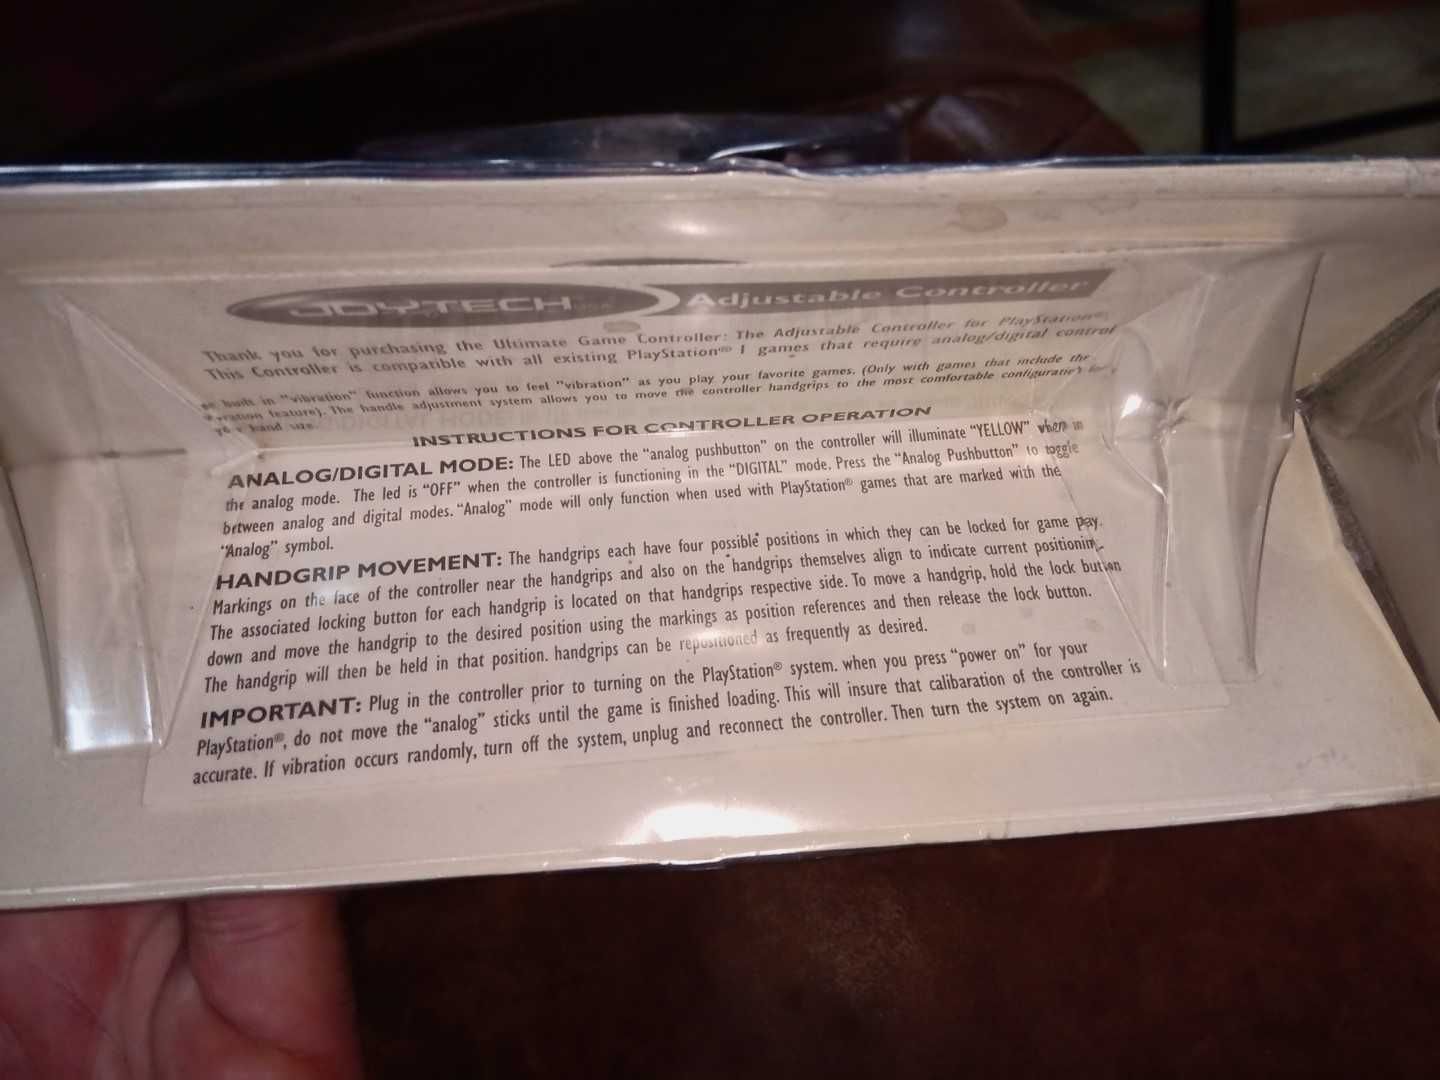 JOYTECH Adjustable Controller
Thank you for purchasing the Ultimate Game Controller: The Adjustable Controller for PlayStation®
This Controller is compatible with all existing PlayStation® 1 games that require analog/digital control
built in "vibration" function allows you to feel "vibration" as you play your favorite games. (Only with games that include the
feature). The handle adjustment system allows you to move the controller handgrips to the most comfortable configuration for
hand size.
INSTRUCTIONS FOR CONTROLLER OPERATION
ANALOG/DIGITAL MODE: The LED above the "analog pushbutton" on the controller will illuminate "YELLOW" when in
the analog mode. The led is "OFF" when the controller is functioning in the "DIGITAL" mode. Press the "Analog Pushbutton" to toggle
between analog and digital modes. "Analog" mode will only function when used with PlayStation® games that are marked with the
"Analog" symbol.
HANDGRIP MOVEMENT: The handgrips each have four possible positions in which they can be locked for game play.
Markings on the face of the controller near the handgrips and also on the handgrips themselves align to indicate current positioning.
The associated locking button for each handgrip is located on that handgrips respective side. To move a handgrip, hold the lock button
down and move the handgrip to the desired position using the markings as position references and then release the lock button.
The handgrip will then be held in that position. handgrips can be repositioned as frequently as desired.
IMPORTANT: Plug in the controller prior to turning on the PlayStation® system. when you press "power on" for your
PlayStation®, do not move the "analog" sticks until the game is finished loading. This will insure that calibaration of the controller is
accurate. If vibration occurs randomly, turn off the system, unplug and reconnect the controller. Then turn the system on again.